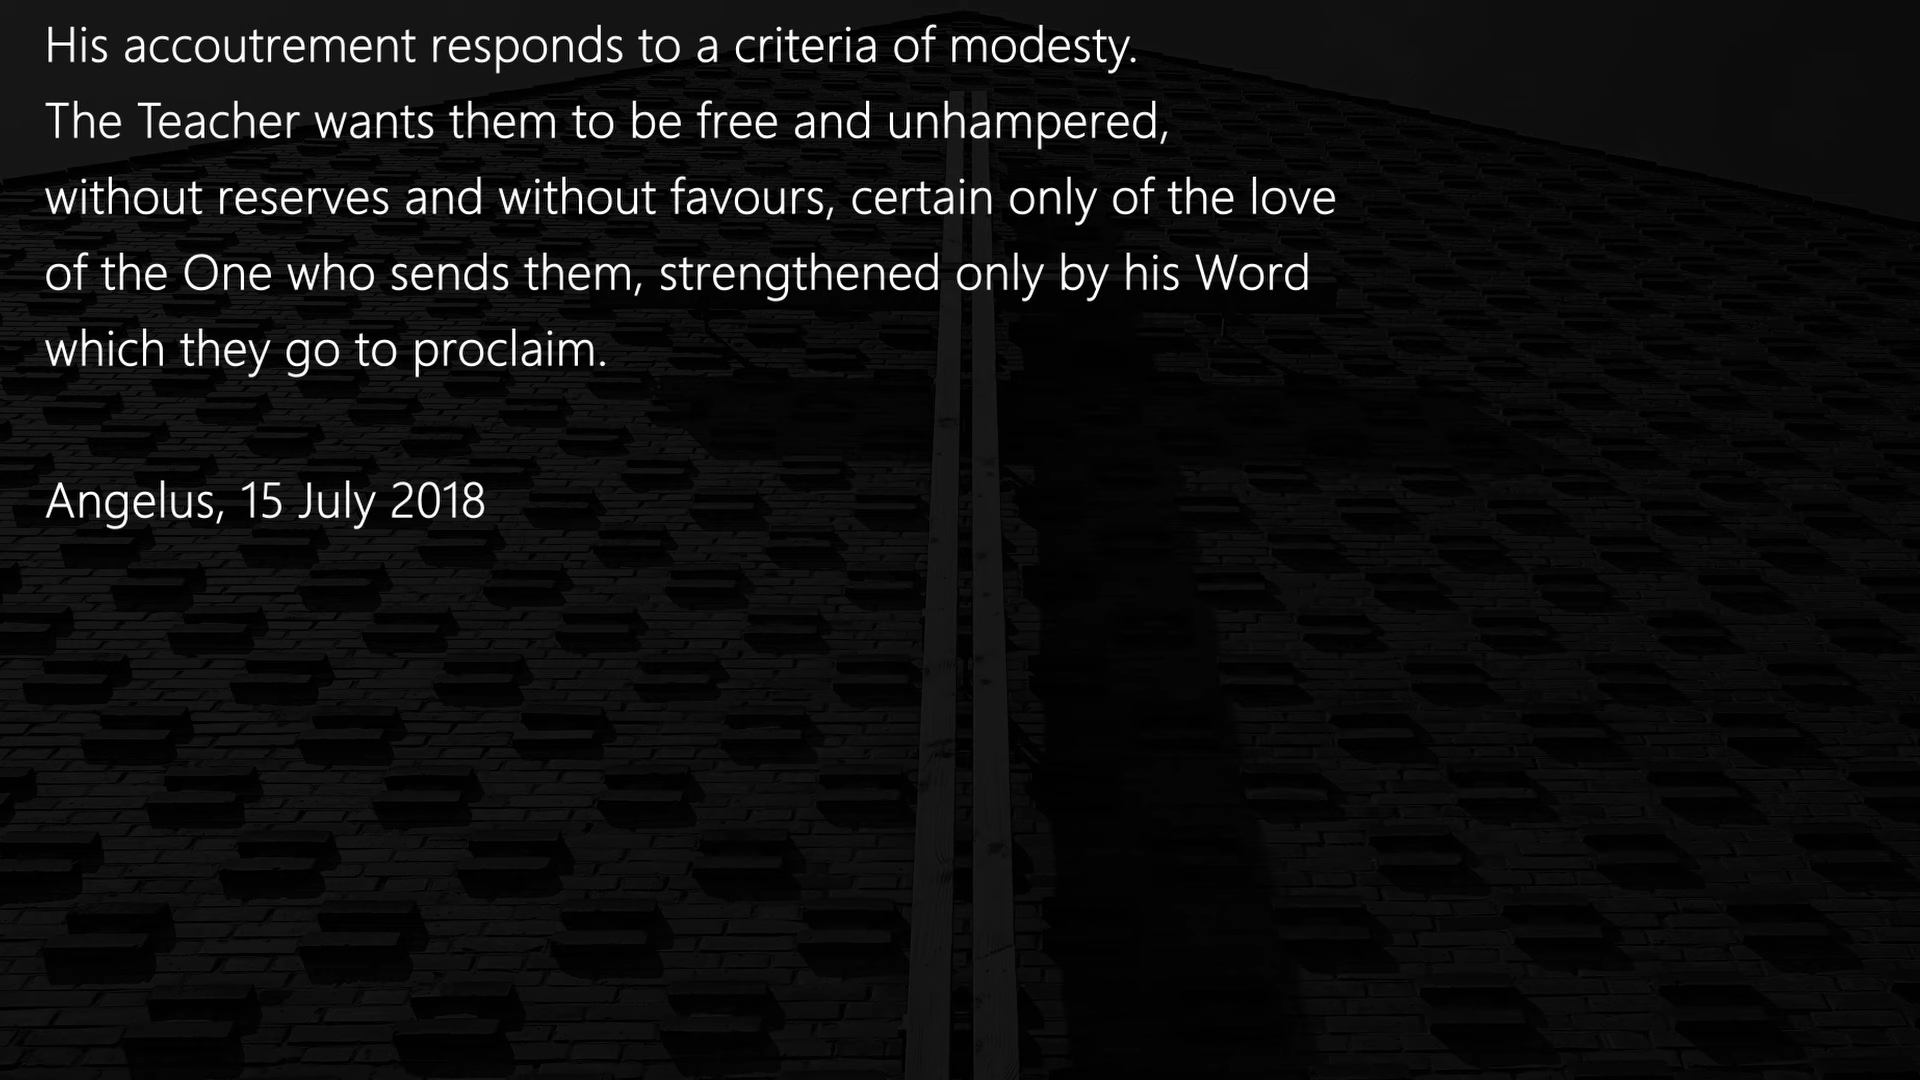 His accoutrement responds to a criteria of modesty.
The Teacher wants them to be free and unhampered,
without reserves and without favours, certain only of the love
of the One who sends them, strengthened only by his Word
which they go to proclaim.
Angelus, 15 July 2018